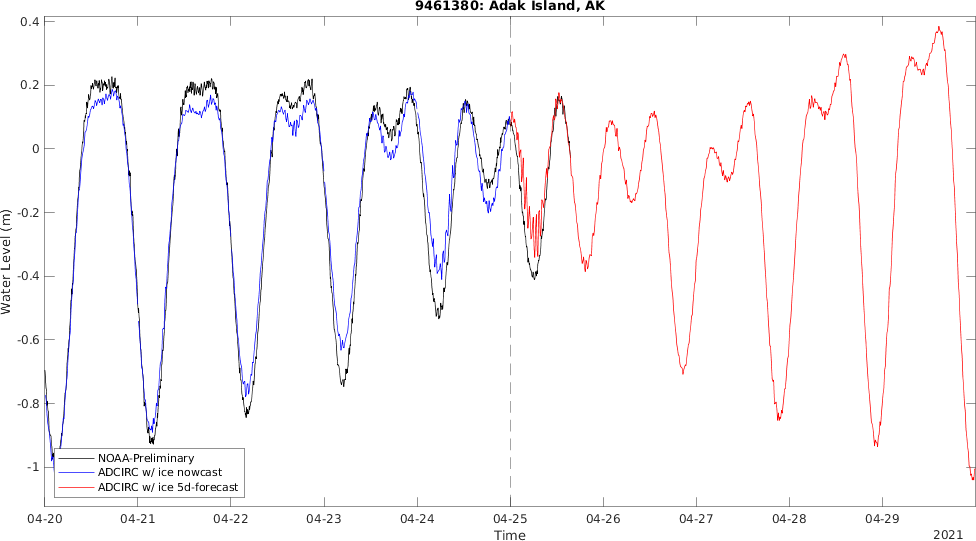 9461380: Adak Island, AK
0.4
0.2
0
-0.2
-0.4
-0.6
-0.8
-1
Water Level (m)
NOAA-Preliminary
ADCIRC w/ ice nowcast
ADCIRC w/ ice 5d-forecast
04-20 04-21 04-22 04-23 04-24 04-25 04-26 04-27 04-28 04-29
Time
2021